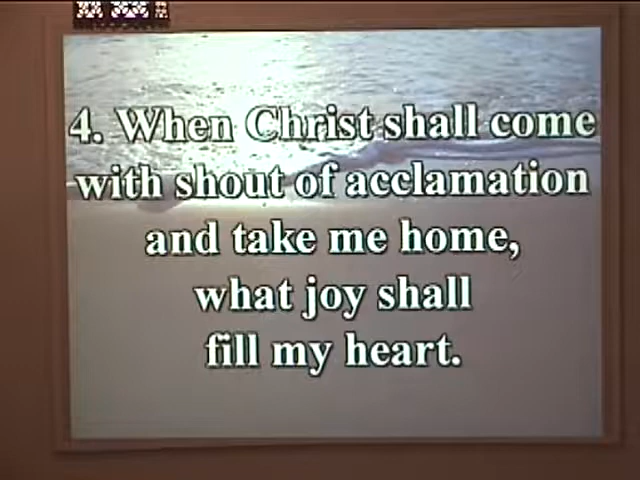 4. When Christ shall come
with shout of acclamation
and take me home,
what joy shall
fill my heart.